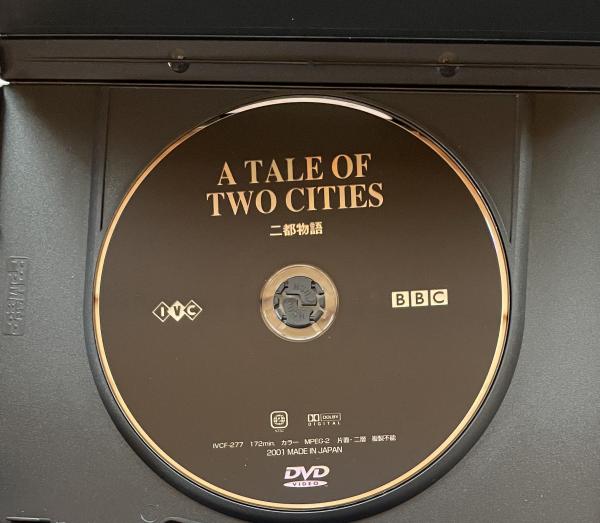 A TALE OF
TWO CITIES
二都物語
IVC
BBC
DOLBY
DIGITAL
IVCF-277 172min. カラー MPEG-2 片面・二層 複製不能
2001 MADE IN JAPAN
DVD
VIDEO